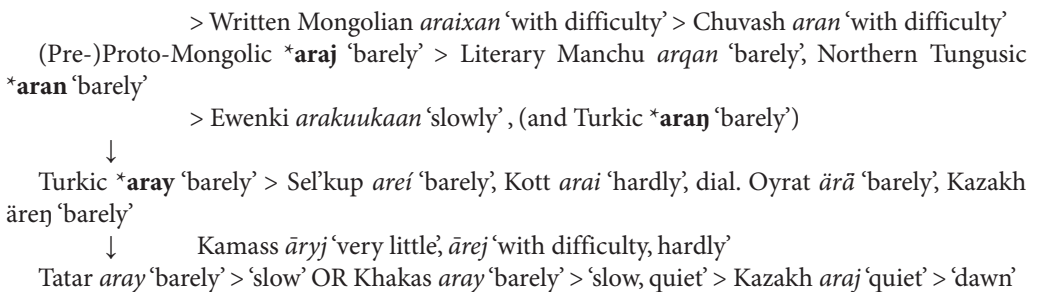 > Written Mongolian araixan ‘with difficulty’ > Chuvash aran ‘with difficulty’
(Pre-)Proto-Mongolic *araj ‘barely’ > Literary Manchu arqan ‘barely’, Northern Tungusic
*aran ‘barely’
> Ewenki arakuukaan ‘slowly’ , (and Turkic *araŋ ‘barely’)
↓
Turkic *aray ‘barely’ > Sel’kup areí ‘barely’, Kott arai ‘hardly’, dial. Oyrat ärǟ ‘barely’, Kazakh
äreŋ ‘barely’
↓ Kamass āryj ‘very little’, ārej ‘with difficulty, hardly’
Tatar aray ‘barely’ > ‘slow’ OR Khakas aray ‘barely’ > ‘slow, quiet’ > Kazakh araj ‘quiet’ > ‘dawn’